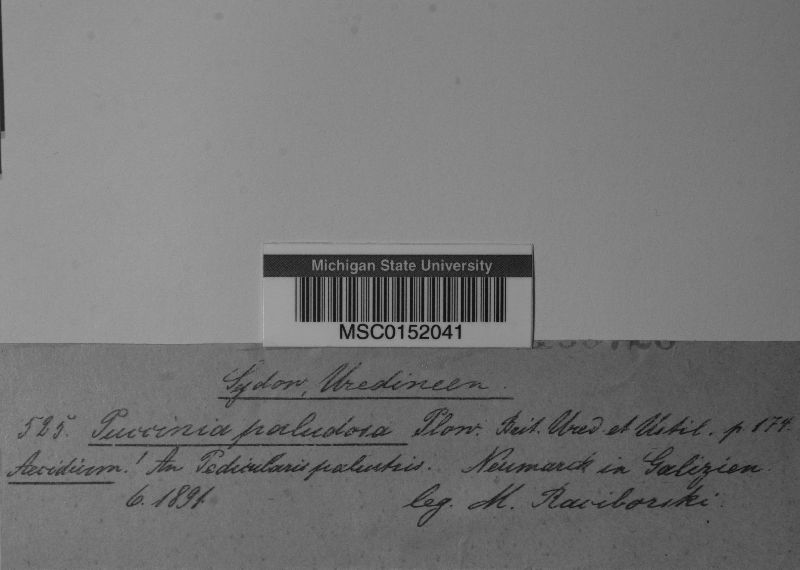 Michigan State University
MSC0152041
Sydow, Uredineen.
525. Puccinia paludosa Plow. Brit. Ured et Ustil. p. 174.
Aecidium! An Pedicularis palustris. Neumarck in Galizien.
6. 1891 leg. M. Raciborski.